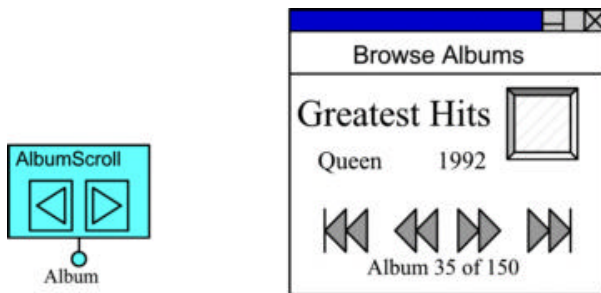 AlbumScroll
Album
Browse Albums
Greatest Hits
Queen 1992
Album 35 of 150